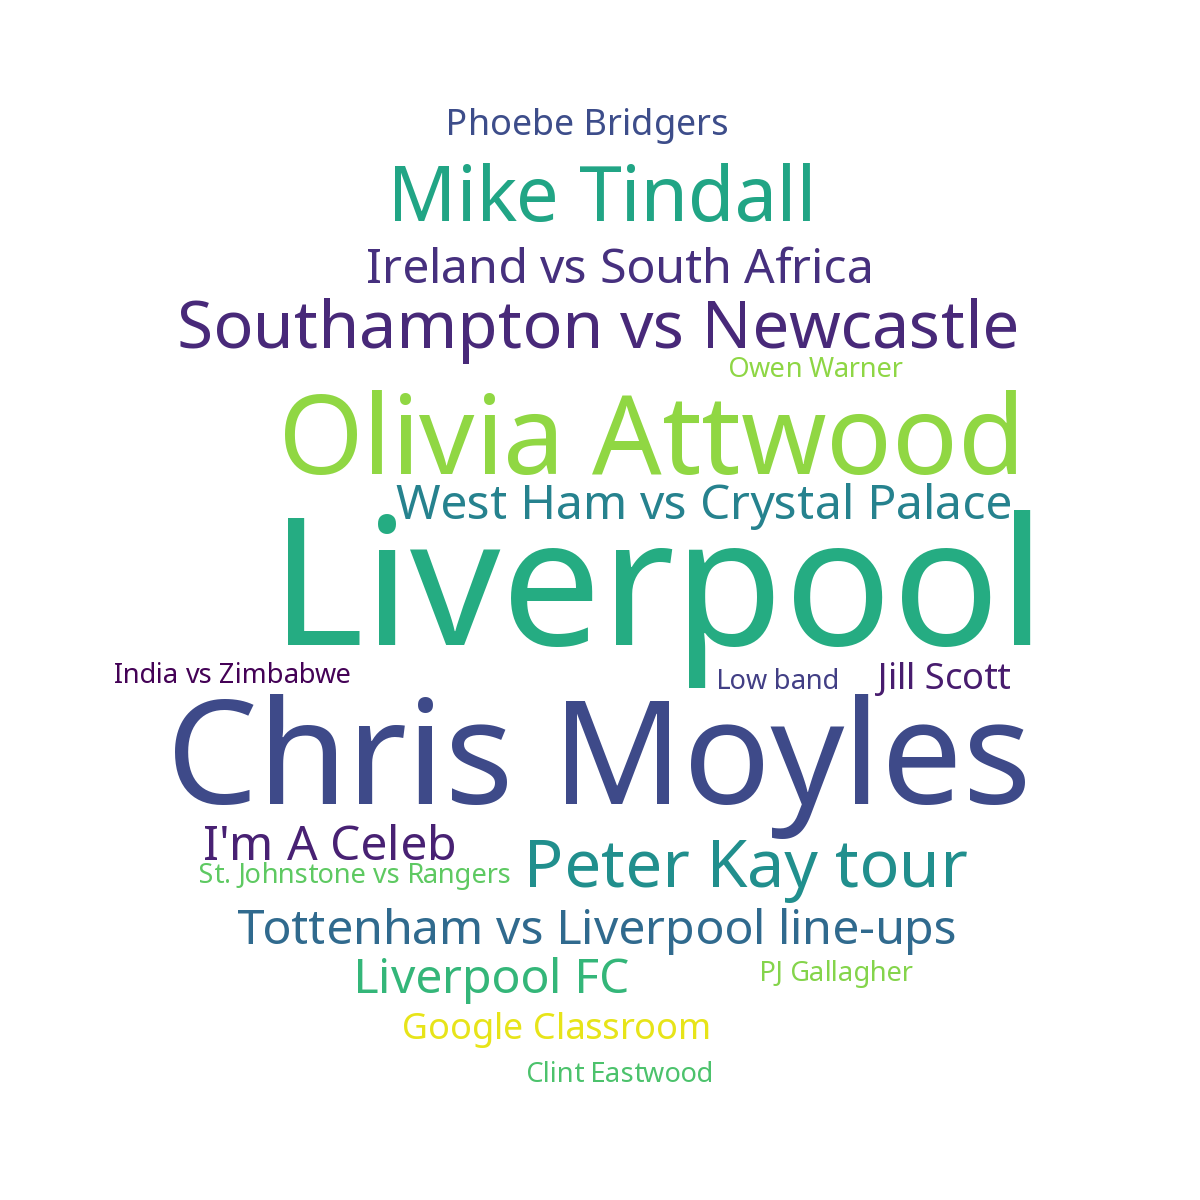 Phoebe Bridgers
Mike Tindall
Ireland vs South Africa
Southampton vs Newcastle
Owen Warner
Olivia Attwood
West Ham vs Crystal Palace
Liverpool
India vs Zimbabwe
Low band
Jill Scott
Chris Moyles
I'm A Celeb
Peter Kay tour
St. Johnstone vs Rangers
Tottenham vs Liverpool line-ups
Liverpool FC
PJ Gallagher
Google Classroom
Clint Eastwood